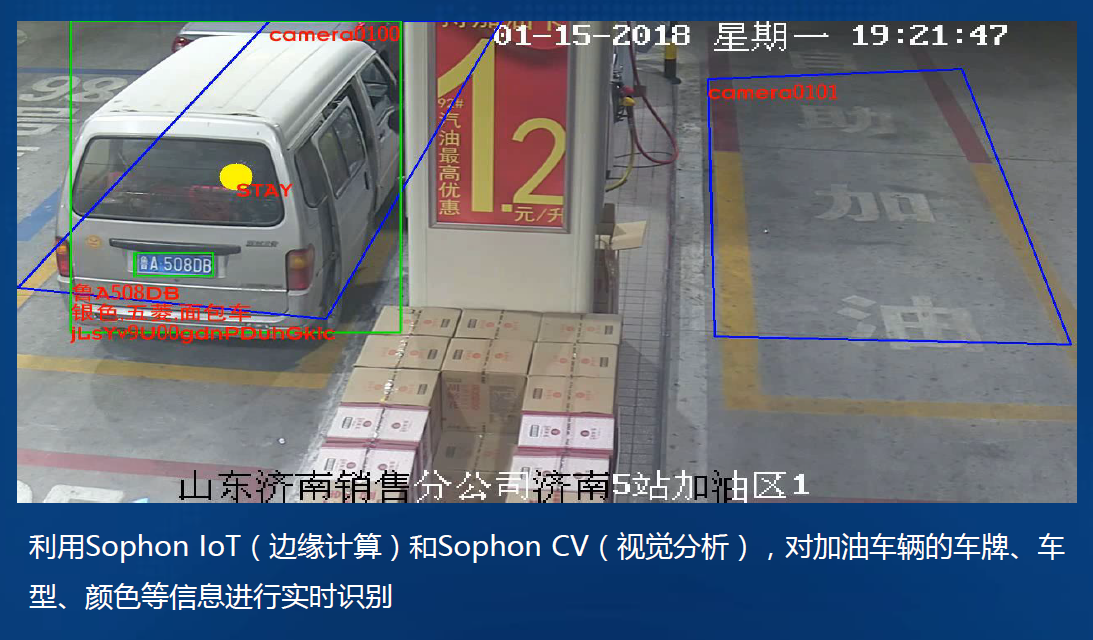 camera0100
01-15-2018 星期一 19:21:47
camera0101
1.2
92#
汽油最高优惠
元/升
STAY
助
加
油
鲁A 508DB
鲁A508DB
银色,五菱,面包车
山东济南销售分公司济南5站加油区1
利用Sophon IoT（边缘计算）和Sophon CV（视觉分析），对加油车辆的车牌、车
型、颜色等信息进行实时识别